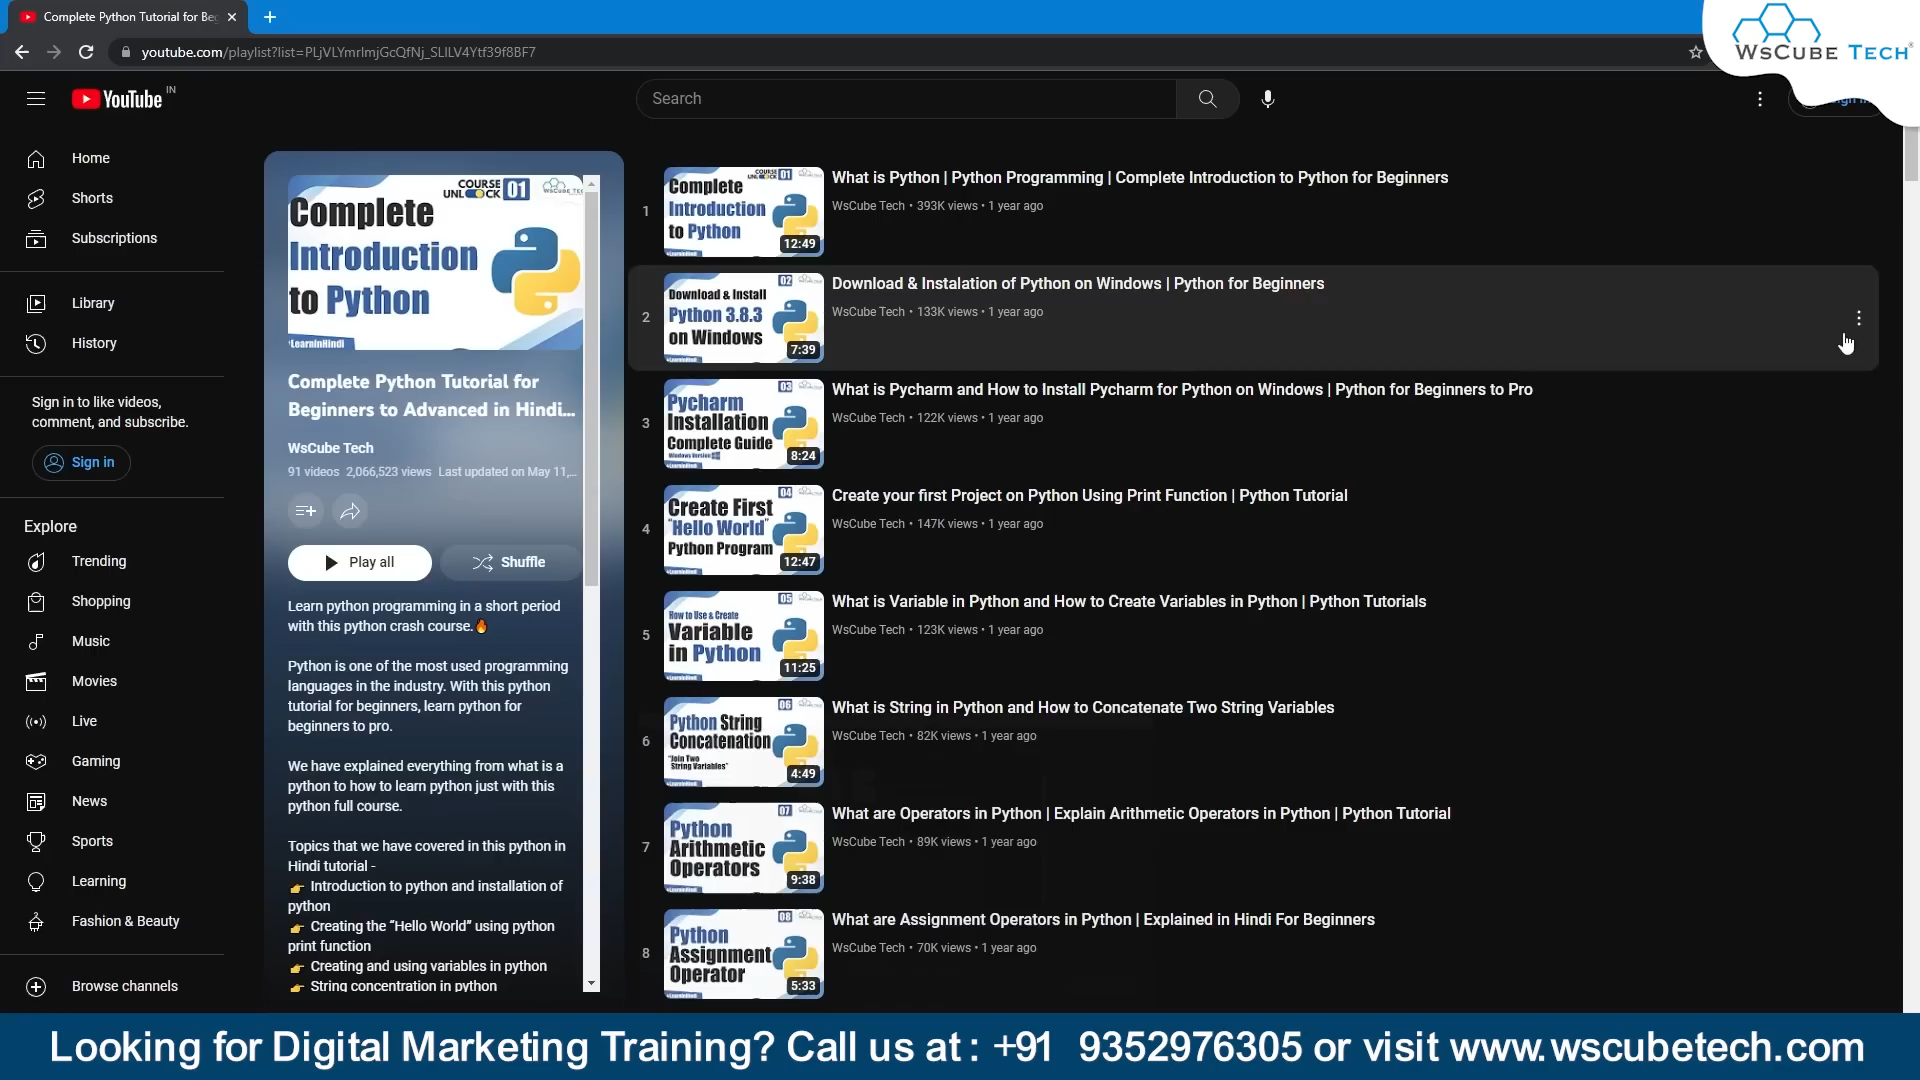 Complete Python Tutorial for Be
youtube.com/playlist?list=PLjVLYmrlmjGcQfNj_SLlLV4Ytf39f8BF7
WsCube Tech
YouTube IN
Search
Home
Shorts
Subscriptions
Library
History
Sign in to like videos,
comment, and subscribe.
Sign in
Explore
Trending
Shopping
Music
Movies
Live
Gaming
News
Sports
Learning
Fashion & Beauty
Browse channels
COURSE
UNLOCK 01
Complete
Introduction
to Python
#LearnInHindi
Complete Python Tutorial for
Beginners to Advanced in Hindi...
WsCube Tech
91 videos 2,066,523 views Last updated on May 11,...
Play all
Shuffle
Learn python programming in a short period
with this python crash course.🔥
Python is one of the most used programming
languages in the industry. With this python
tutorial for beginners, learn python for
beginners to pro.
We have explained everything from what is a
python to how to learn python just with this
python full course.
Topics that we have covered in this python in
Hindi tutorial -
👉 Introduction to python and installation of
python
👉 Creating the “Hello World” using python
print function
👉 Creating and using variables in python
👉 String concentration in python
1
COURSE
UNLOCK 01
Complete
Introduction
to Python
12:49
What is Python | Python Programming | Complete Introduction to Python for Beginners
WsCube Tech • 393K views • 1 year ago
2
02
Download & Install
Python 3.8.3
on Windows
7:39
Download & Instalation of Python on Windows | Python for Beginners
WsCube Tech • 133K views • 1 year ago
3
03
Pycharm
Installation
Complete Guide
Windows Version
8:24
What is Pycharm and How to Install Pycharm for Python on Windows | Python for Beginners to Pro
WsCube Tech • 122K views • 1 year ago
4
04
Create First
"Hello World"
Python Program
12:47
Create your first Project on Python Using Print Function | Python Tutorial
WsCube Tech • 147K views • 1 year ago
5
05
How to Use & Create
Variable
in Python
11:25
What is Variable in Python and How to Create Variables in Python | Python Tutorials
WsCube Tech • 123K views • 1 year ago
6
06
Python String
Concatenation
"Join Two
String Variables"
4:49
What is String in Python and How to Concatenate Two String Variables
WsCube Tech • 82K views • 1 year ago
7
07
Python
Arithmetic
Operators
9:38
What are Operators in Python | Explain Arithmetic Operators in Python | Python Tutorial
WsCube Tech • 89K views • 1 year ago
8
08
Python
Assignment
Operator
5:33
What are Assignment Operators in Python | Explained in Hindi For Beginners
WsCube Tech • 70K views • 1 year ago
Looking for Digital Marketing Training? Call us at : +91 9352976305 or visit www.wscubetech.com